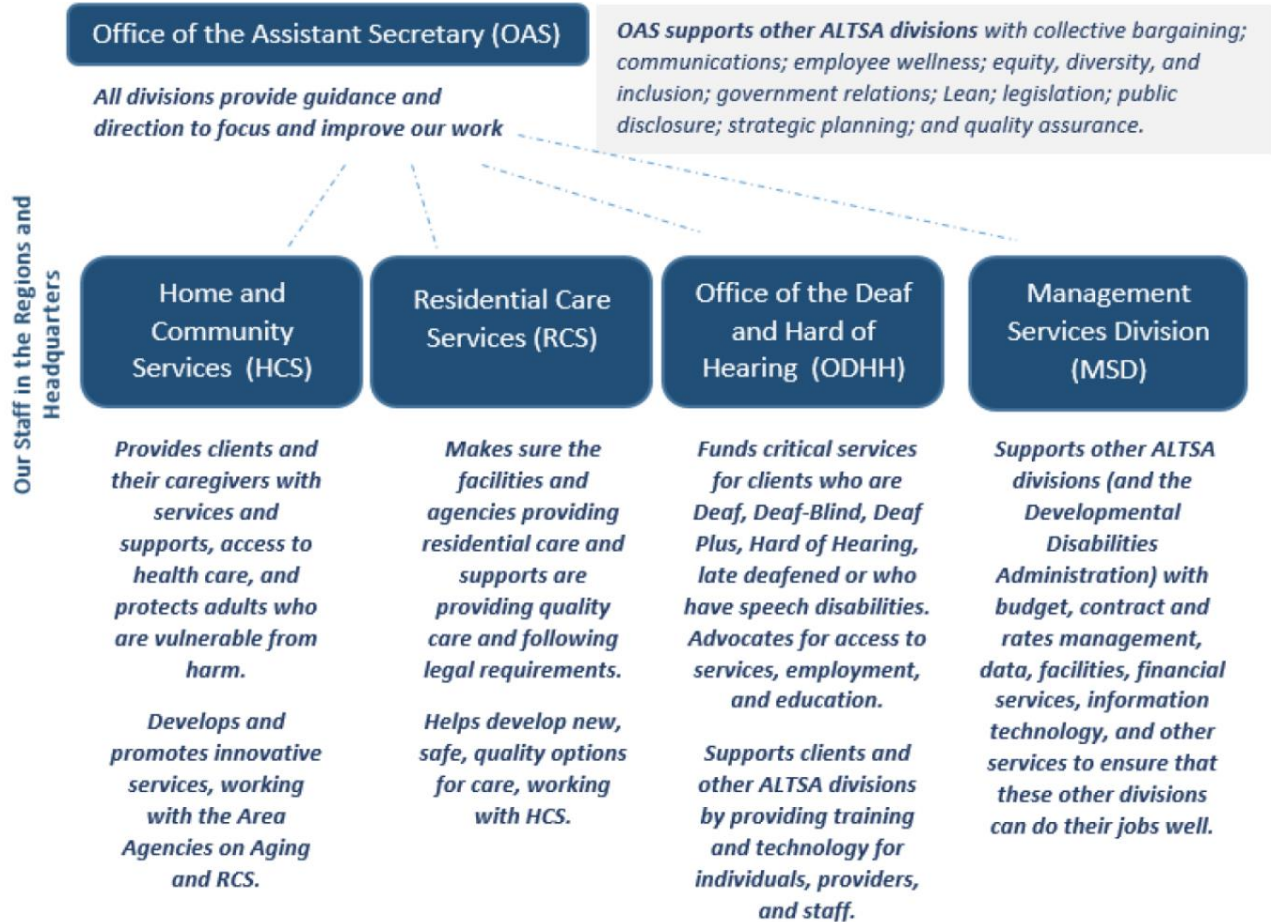 Office of the Assistant Secretary (OAS)
OAS supports other ALTSA divisions with collective bargaining;
communications; employee wellness; equity, diversity, and
inclusion; government relations; Lean; legislation; public
disclosure; strategic planning; and quality assurance.
All divisions provide guidance and
direction to focus and improve our work
Our Staff in the Regions and
Headquarters
Home and
Community
Services (HCS)
Provides clients and
their caregivers with
services and
supports, access to
health care, and
protects adults who
are vulnerable from
harm.
Develops and
promotes innovative
services, working
with the Area
Agencies on Aging
and RCS.
Residential Care
Services (RCS)
Makes sure the
facilities and
agencies providing
residential care and
supports are
providing quality
care and following
legal requirements.
Helps develop new,
safe, quality options
for care, working
with HCS.
Office of the Deaf
and Hard of
Hearing (ODHH)
Funds critical services
for clients who are
Deaf, Deaf-Blind, Deaf
Plus, Hard of Hearing,
late deafened or who
have speech disabilities.
Advocates for access to
services, employment,
and education.
Supports clients and
other ALTSA divisions
by providing training
and technology for
individuals, providers,
and staff.
Management
Services Division
(MSD)
Supports other ALTSA
divisions (and the
Developmental
Disabilities
Administration) with
budget, contract and
rates management,
data, facilities, financial
services, information
technology, and other
services to ensure that
these other divisions
can do their jobs well.